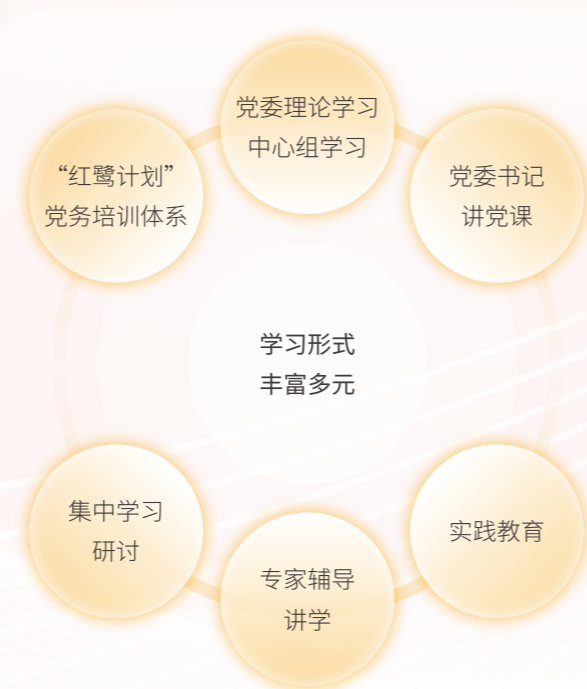 党委理论学习
中心组学习
“红鹭计划”
党务培训体系
党委书记
讲党课
学习形式
丰富多元
集中学习
研讨
实践教育
专家辅导
讲学